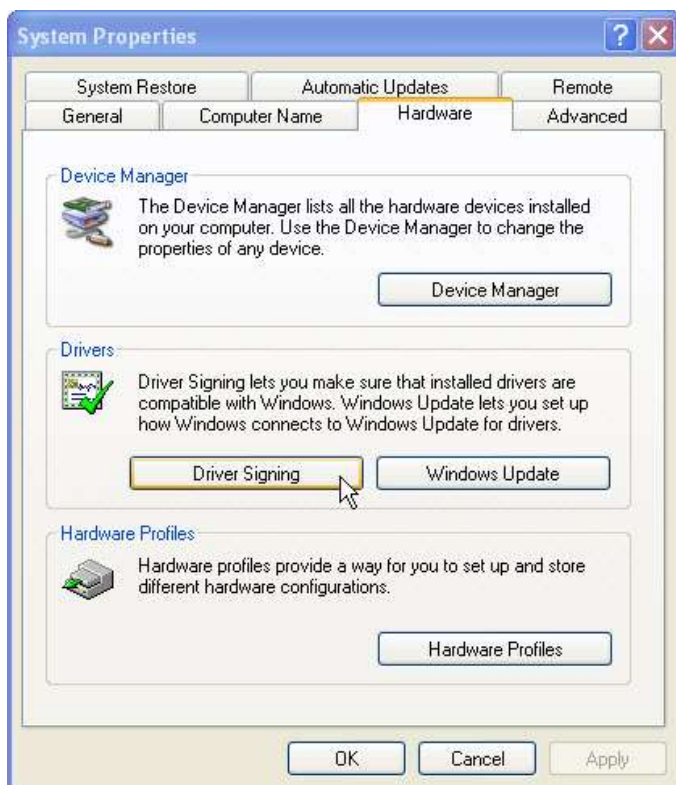 System Properties
System Restore
Automatic Updates
Remote
General
Computer Name
Hardware
Advanced
Device Manager
The Device Manager lists all the hardware devices installed
on your computer. Use the Device Manager to change the
properties of any device.
Device Manager
Drivers
Driver Signing lets you make sure that installed drivers are
compatible with Windows. Windows Update lets you set up
how Windows connects to Windows Update for drivers.
Driver Signing
Windows Update
Hardware Profiles
Hardware profiles provide a way for you to set up and store
different hardware configurations.
Hardware Profiles
OK
Cancel
Apply